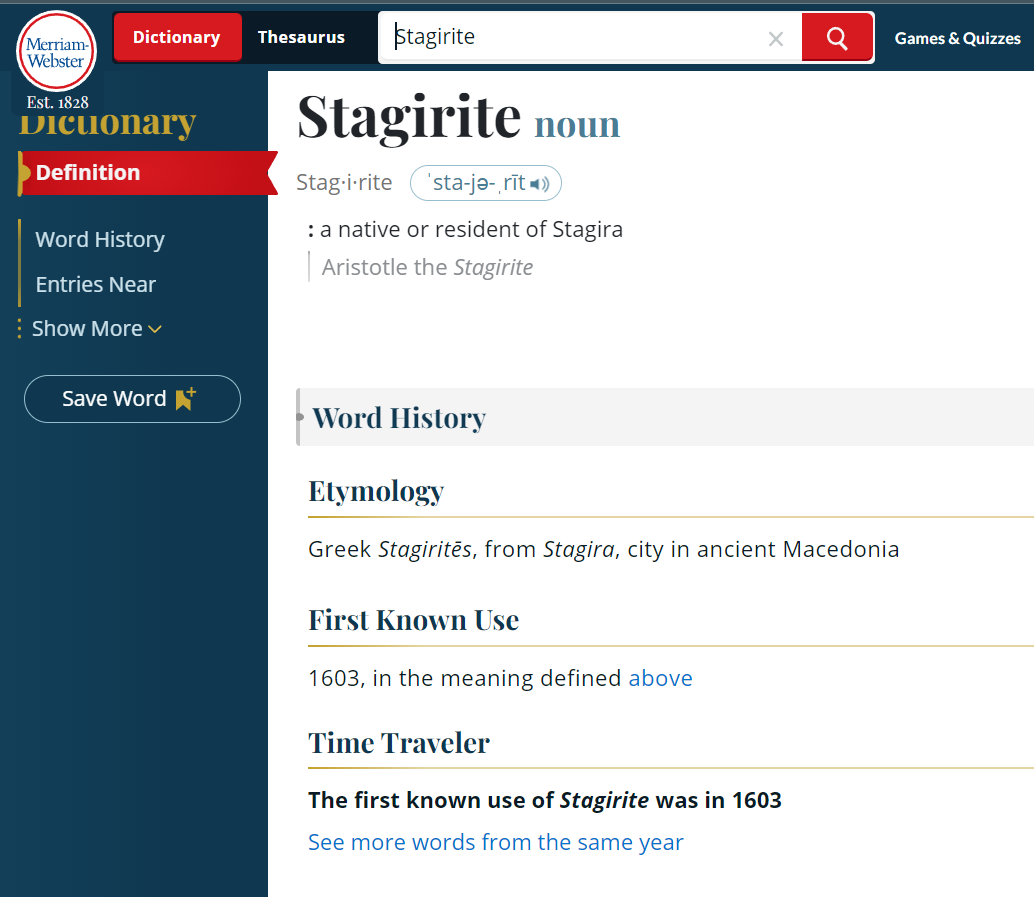 Merriam-
Webster
Est. 1828
Dictionary
Thesaurus
Stagirite
Games & Quizzes
Dictionary
Definition
Word History
Entries Near
Show More
Save Word
Stagirite noun
Stag·i·rite ˈsta-jə-ˌrīt
: a native or resident of Stagira
Aristotle the Stagirite
Word History
Etymology
Greek Stagiritēs, from Stagira, city in ancient Macedonia
First Known Use
1603, in the meaning defined above
Time Traveler
The first known use of Stagirite was in 1603
See more words from the same year